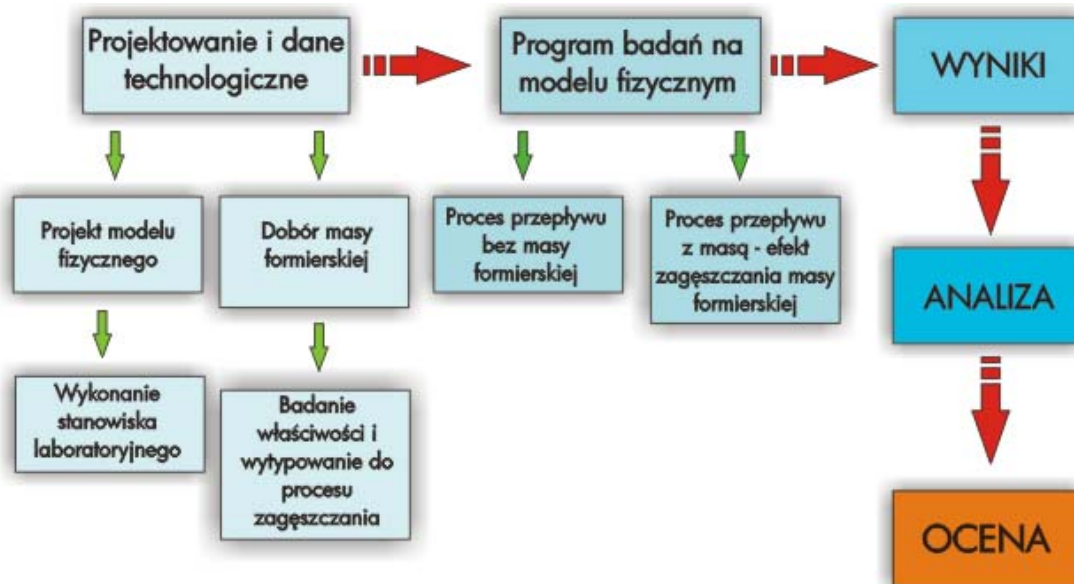 Projektowanie i dane
technologiczne
Program badań na
modelu fizycznym
WYNIKI
Projekt modelu
fizycznego
Dobór masy
formierskiej
Proces przepływu
bez masy
formierskiej
Proces przepływu
z masą - efekt
zagęszczania masy
formierskiej
ANALIZA
Wykonanie
stanowiska
laboratoryjnego
Badanie
właściwości i
wytypowanie do
procesu
zagęszczania
OCENA